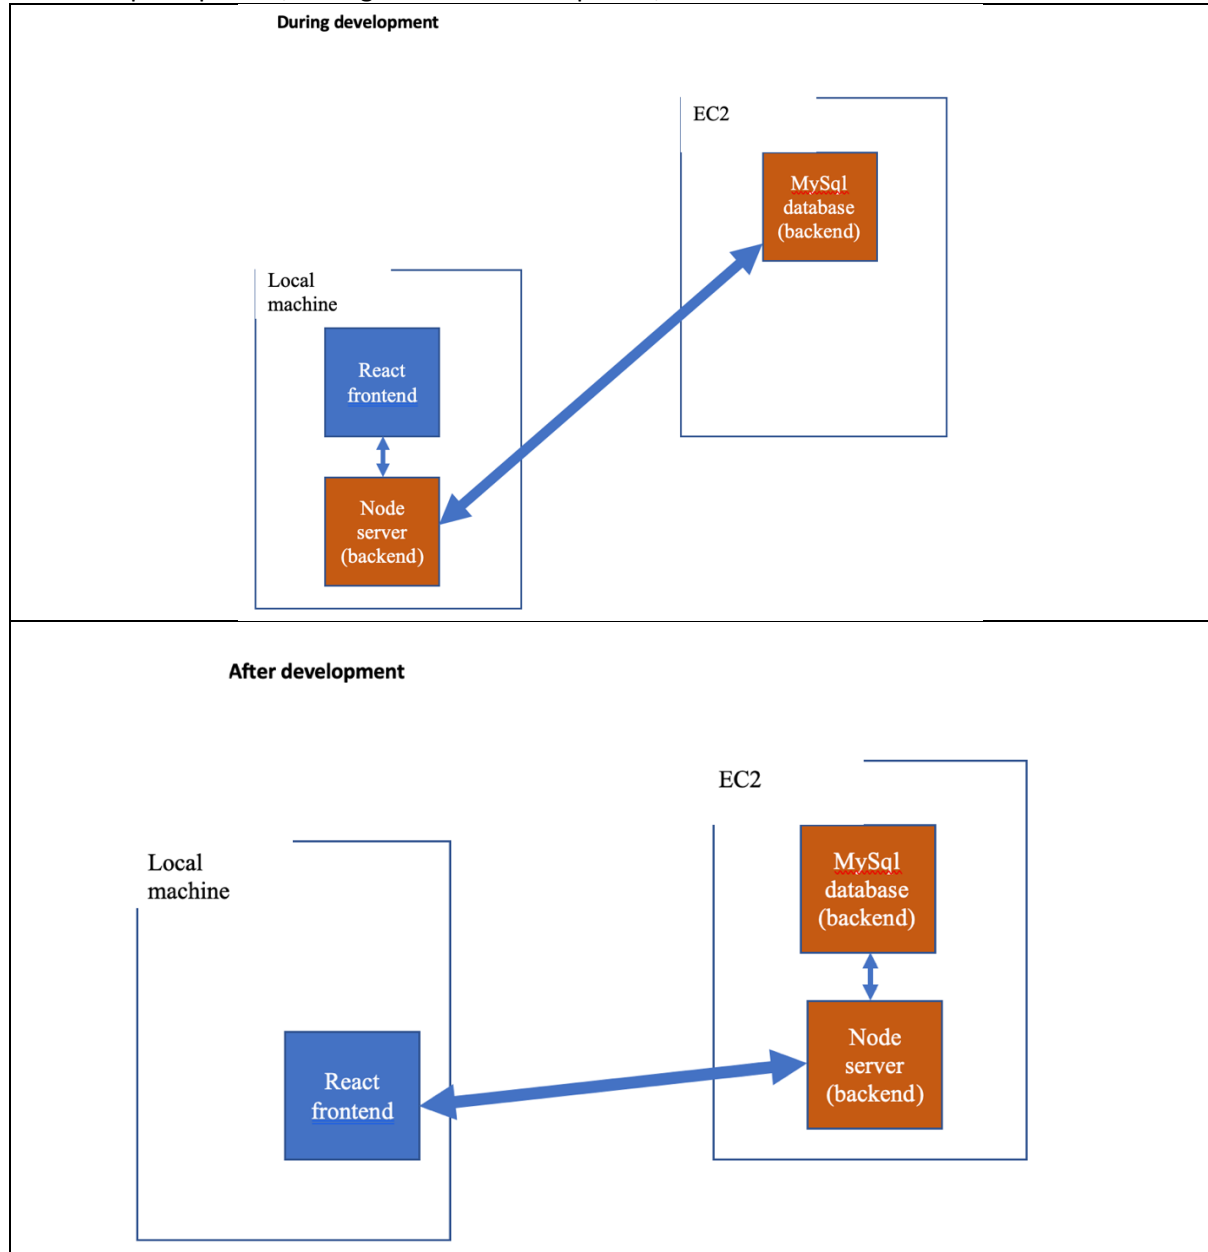 During development
EC2
MySql
database
(backend)
Local
machine
React
frontend
Node
server
(backend)
After development
EC2
Local
machine
MySql
database
(backend)
Node
server
(backend)
React
frontend